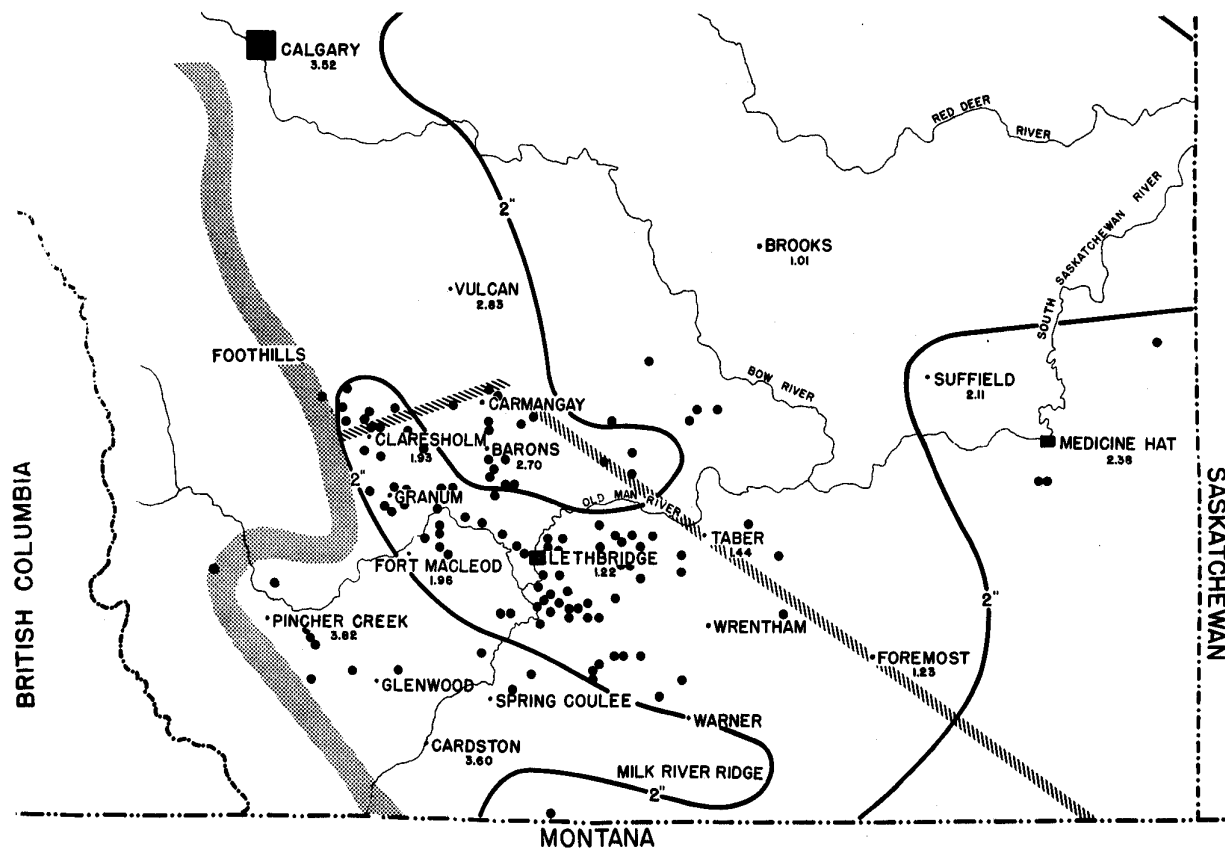 CALGARY
3.52
RED DEER
RIVER
2"
SOUTH SASKATCHEWAN RIVER
BROOKS
1.01
VULCAN
2.83
FOOTHILLS
BOW RIVER
SUFFIELD
2.11
CARMANGAY
CLARESHOLM
1.93
BARONS
2.70
MEDICINE HAT
2.38
2"
GRANUM
OLD MAN RIVER
TABER
1.44
LETHBRIDGE
1.22
FORT MACLEOD
1.96
BRITISH COLUMBIA
SASKATCHEWAN
2"
PINCHER CREEK
3.82
WRENTHAM
FOREMOST
1.23
GLENWOOD
SPRING COULEE
WARNER
CARDSTON
3.60
MILK RIVER RIDGE
2"
MONTANA